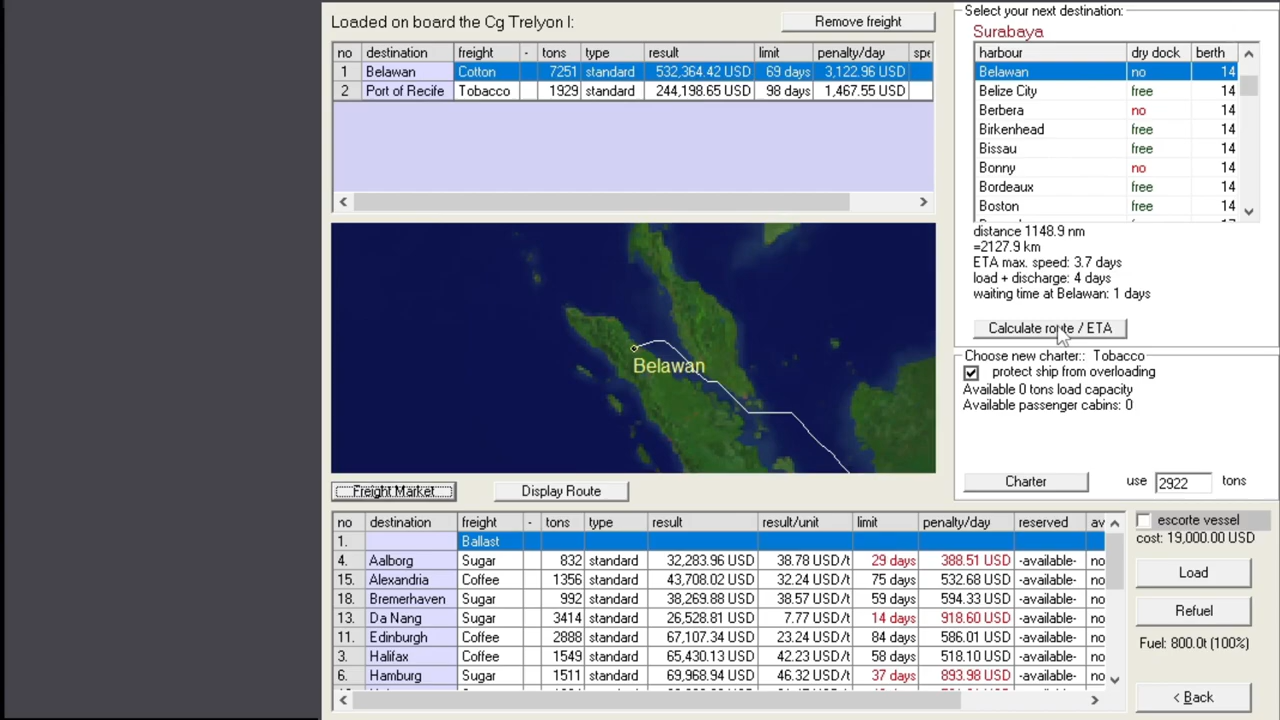 Loaded on board the Cg Trelyon I:
Remove freight
no destination freight - tons type result limit penalty/day spe
1 Belawan Cotton 7251 standard 532,364.42 USD 69 days 3,122.96 USD
2 Port of Recife Tobacco 1929 standard 244,198.65 USD 98 days 1,467.55 USD
Belawan
Freight Market
Display Route
Select your next destination:
Surabaya
harbour dry dock berth
Belawan no 14
Belize City free 14
Berbera no 14
Birkenhead free 14
Bissau free 14
Bonny no 14
Bordeaux free 14
Boston free 14
distance 1148.9 nm
=2127.9 km
ETA max. speed: 3.7 days
load + discharge: 4 days
waiting time at Belawan: 1 days
Calculate route / ETA
Choose new charter:: Tobacco
protect ship from overloading
Available 0 tons load capacity
Available passenger cabins: 0
Charter use 2922 tons
no destination freight - tons type result result/unit limit penalty/day reserved av
1. Ballast
4. Aalborg Sugar 832 standard 32,283.96 USD 38.78 USD/t 29 days 388.51 USD -available- no
15. Alexandria Coffee 1356 standard 43,708.02 USD 32.24 USD/t 75 days 532.68 USD -available- no
18. Bremerhaven Sugar 992 standard 38,269.88 USD 38.57 USD/t 59 days 594.33 USD -available- no
13. Da Nang Sugar 3414 standard 26,528.81 USD 7.77 USD/t 14 days 918.60 USD -available- no
11. Edinburgh Coffee 2888 standard 67,107.34 USD 23.24 USD/t 84 days 586.01 USD -available- no
3. Halifax Coffee 1549 standard 65,430.13 USD 42.23 USD/t 58 days 518.10 USD -available- no
6. Hamburg Sugar 1511 standard 69,968.94 USD 46.32 USD/t 37 days 893.98 USD -available- no
escorte vessel
cost: 19,000.00 USD
Load
Refuel
Fuel: 800.0t (100%)
< Back